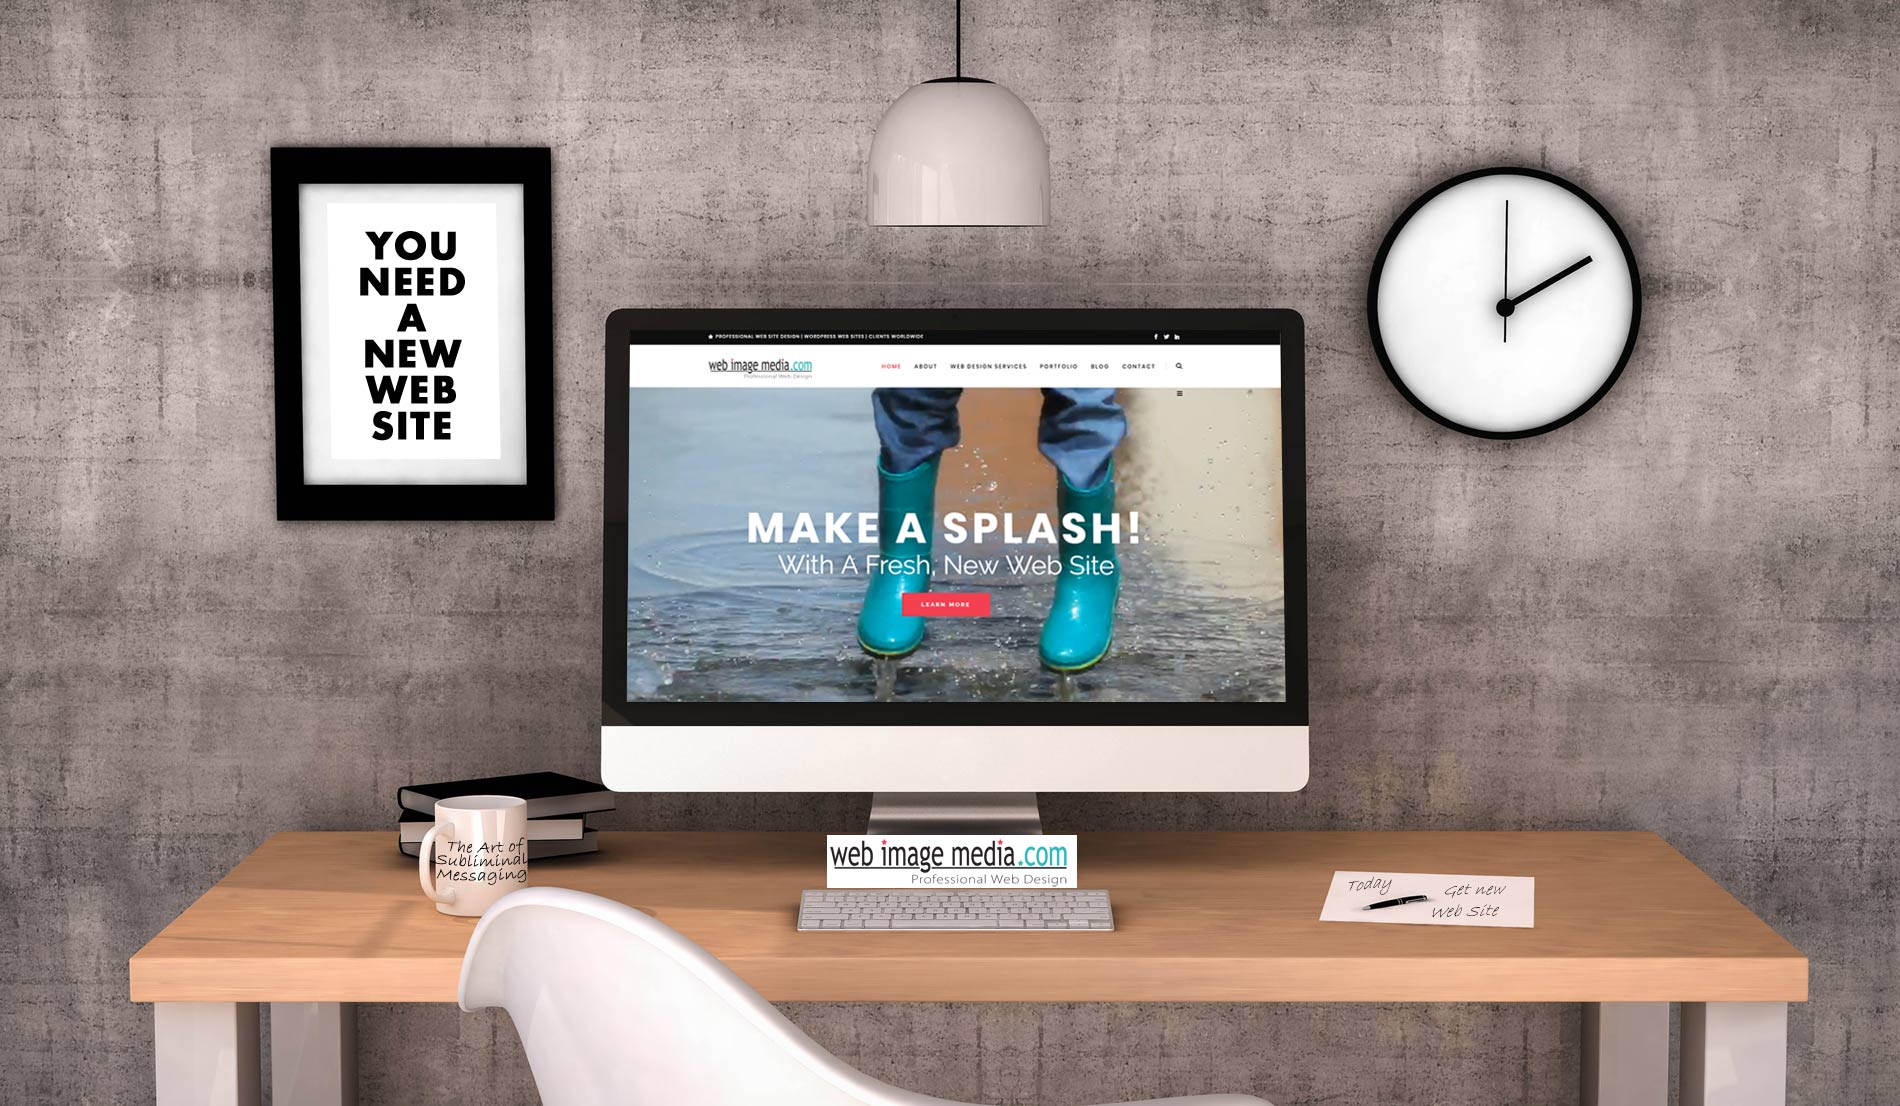 YOU
NEED
A
NEW
WEB
SITE
PROFESSIONAL WEB SITE DESIGN | WORDPRESS WEB SITES | CLIENTS WORLDWIDE
web image media.com
Professional Web Design
HOME ABOUT WEB DESIGN SERVICES PORTFOLIO BLOG CONTACT
MAKE A SPLASH!
With A Fresh, New Web Site
LEARN MORE
The Art of
Subliminal
Messaging
web image media.com
Professional Web Design
Today
Get new
Web Site